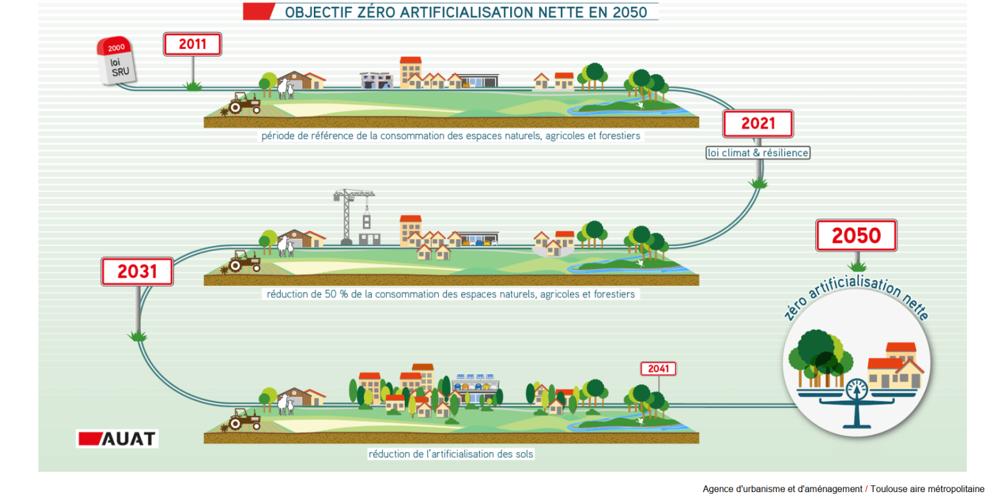 OBJECTIF ZÉRO ARTIFICIALISATION NETTE EN 2050
2000
loi
SRU
2011
période de référence de la consommation des espaces naturels, agricoles et forestiers
2021
loi climat & résilience
2031
réduction de 50 % de la consommation des espaces naturels, agricoles et forestiers
2050
zéro artificialisation nette
2041
réduction de l'artificialisation des sols
AUAT
Agence d'urbanisme et d'aménagement / Toulouse aire métropolitaine